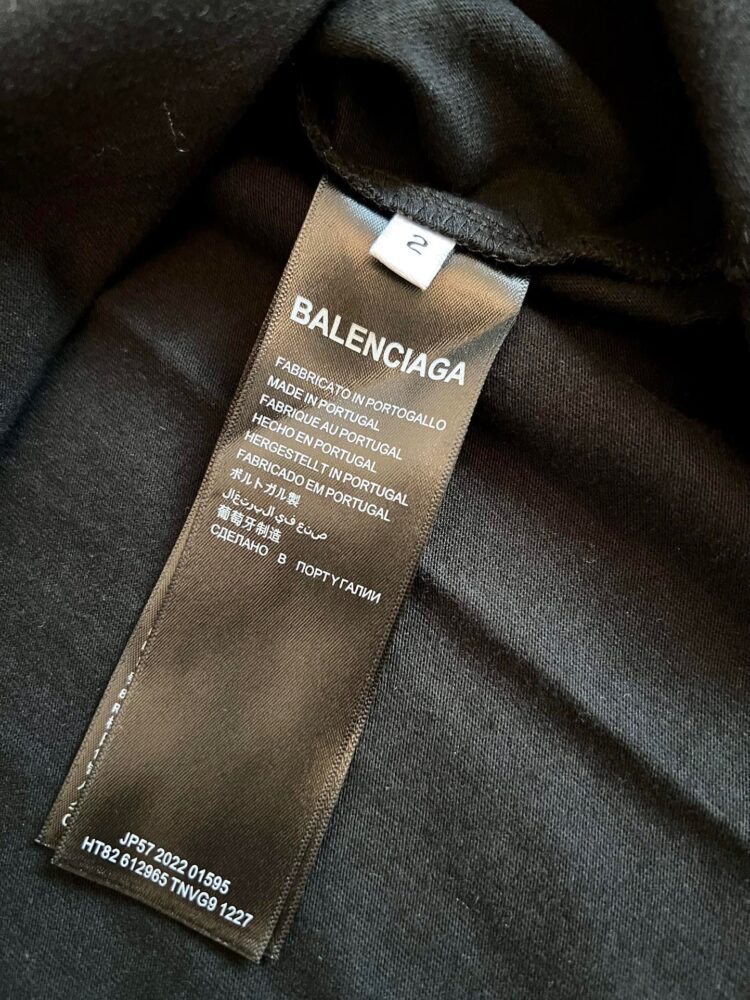 2
BALENCIAGA
FABBRICATO IN PORTOGALLO
MADE IN PORTUGAL
FABRIQUE AU PORTUGAL
HECHO EN PORTUGAL
HERGESTELLT IN PORTUGAL
FABRICADO EM PORTUGAL
ポルトガル製
صنع في البرتغال
葡萄牙制造
СДЕЛАНО В ПОРТУГАЛИИ
JP57 2022 01595
HT82 612965 TNVG9 1227